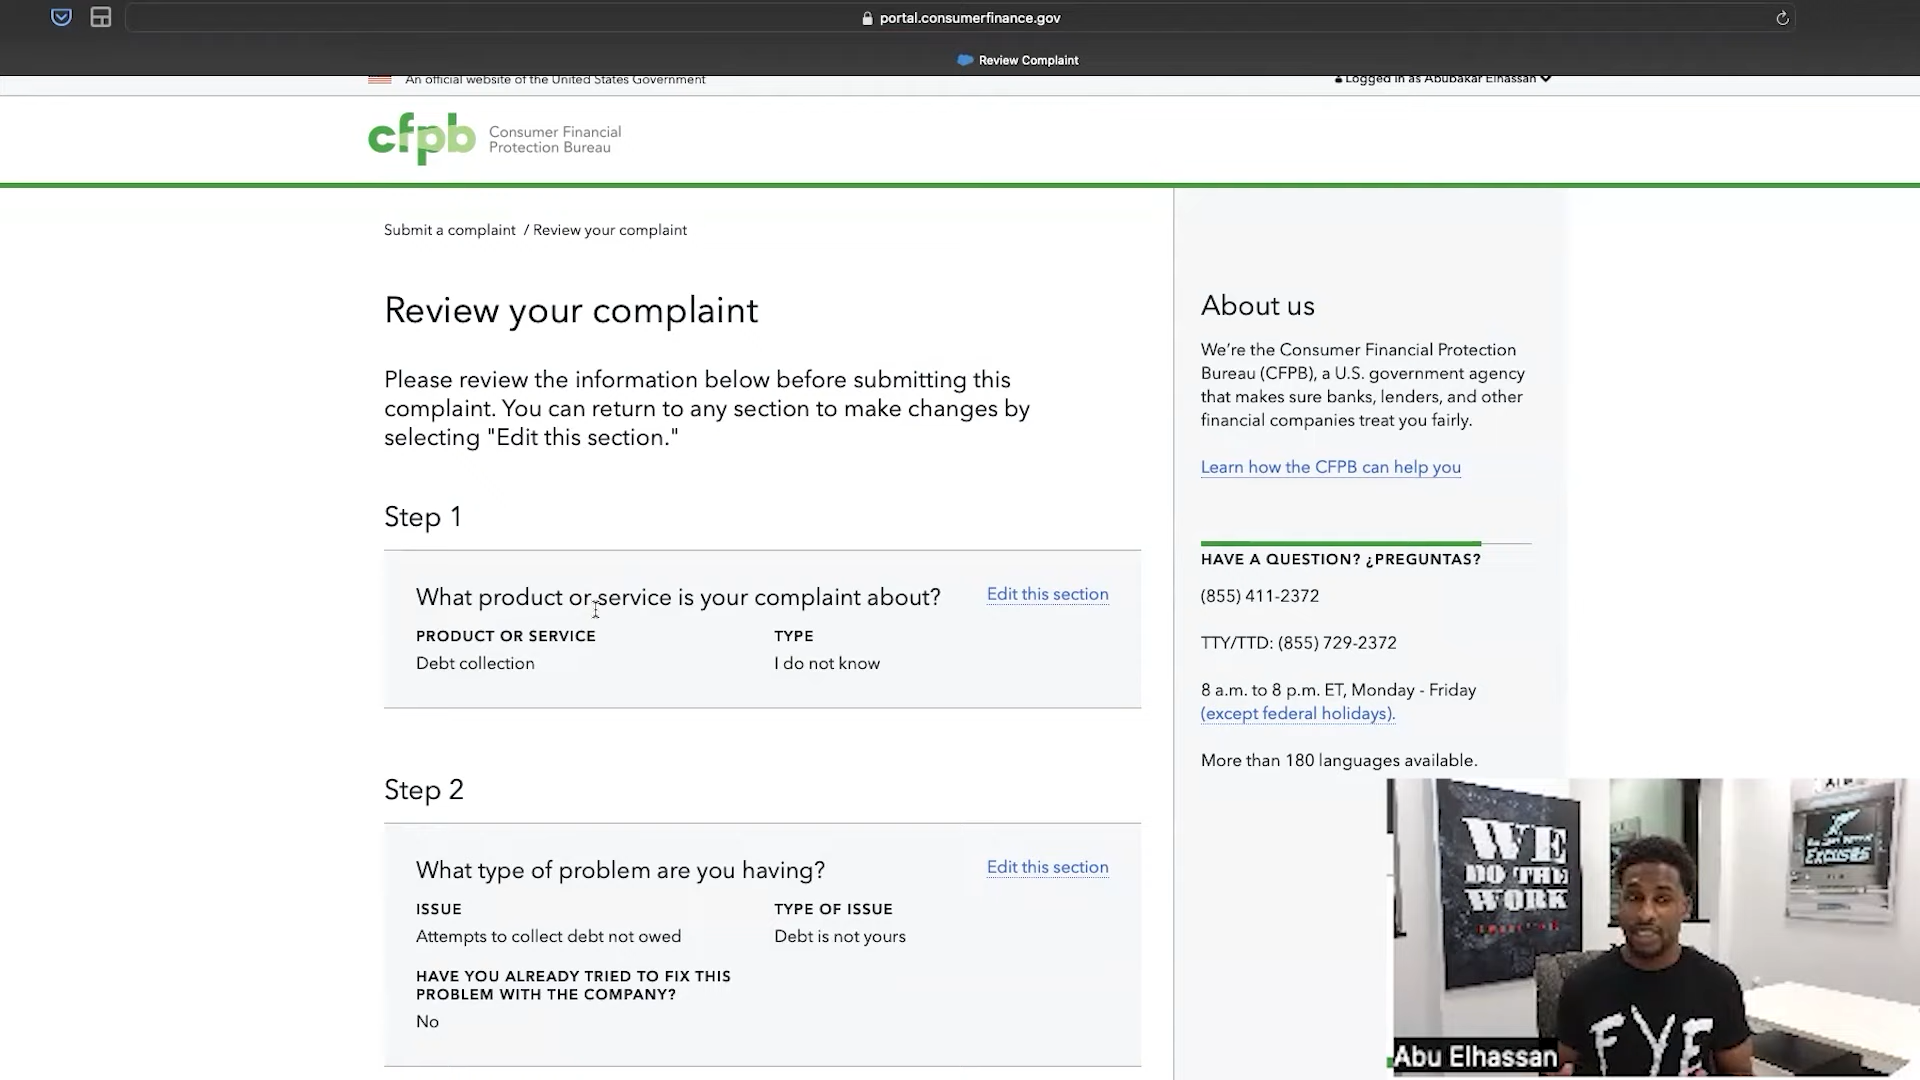 portal.consumerfinance.gov
Review Complaint
An official website of the United States Government
Logged in as Abubakar Elhassan
cfpb
Consumer Financial
Protection Bureau
Submit a complaint / Review your complaint
Review your complaint
Please review the information below before submitting this
complaint. You can return to any section to make changes by
selecting "Edit this section."
Step 1
What product or service is your complaint about?
Edit this section
PRODUCT OR SERVICE
TYPE
Debt collection
I do not know
Step 2
What type of problem are you having?
Edit this section
ISSUE
TYPE OF ISSUE
Attempts to collect debt not owed
Debt is not yours
HAVE YOU ALREADY TRIED TO FIX THIS
PROBLEM WITH THE COMPANY?
No
About us
We're the Consumer Financial Protection
Bureau (CFPB), a U.S. government agency
that makes sure banks, lenders, and other
financial companies treat you fairly.
Learn how the CFPB can help you
HAVE A QUESTION? ¿PREGUNTAS?
(855) 411-2372
TTY/TTD: (855) 729-2372
8 a.m. to 8 p.m. ET, Monday - Friday
(except federal holidays).
More than 180 languages available.
WE
DO THE
WORK
EXCUSES
FYE
Abu Elhassan